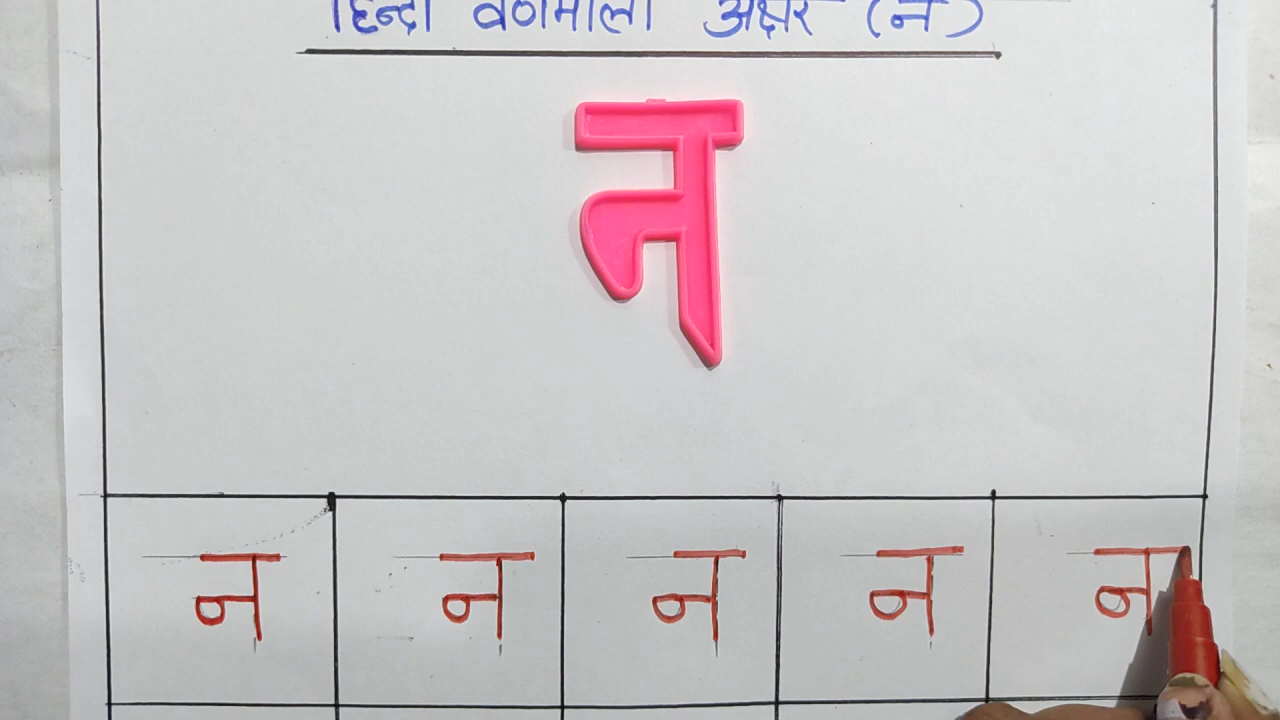 हिन्दी वर्णमाला अक्षर (न)
न
न न न न न